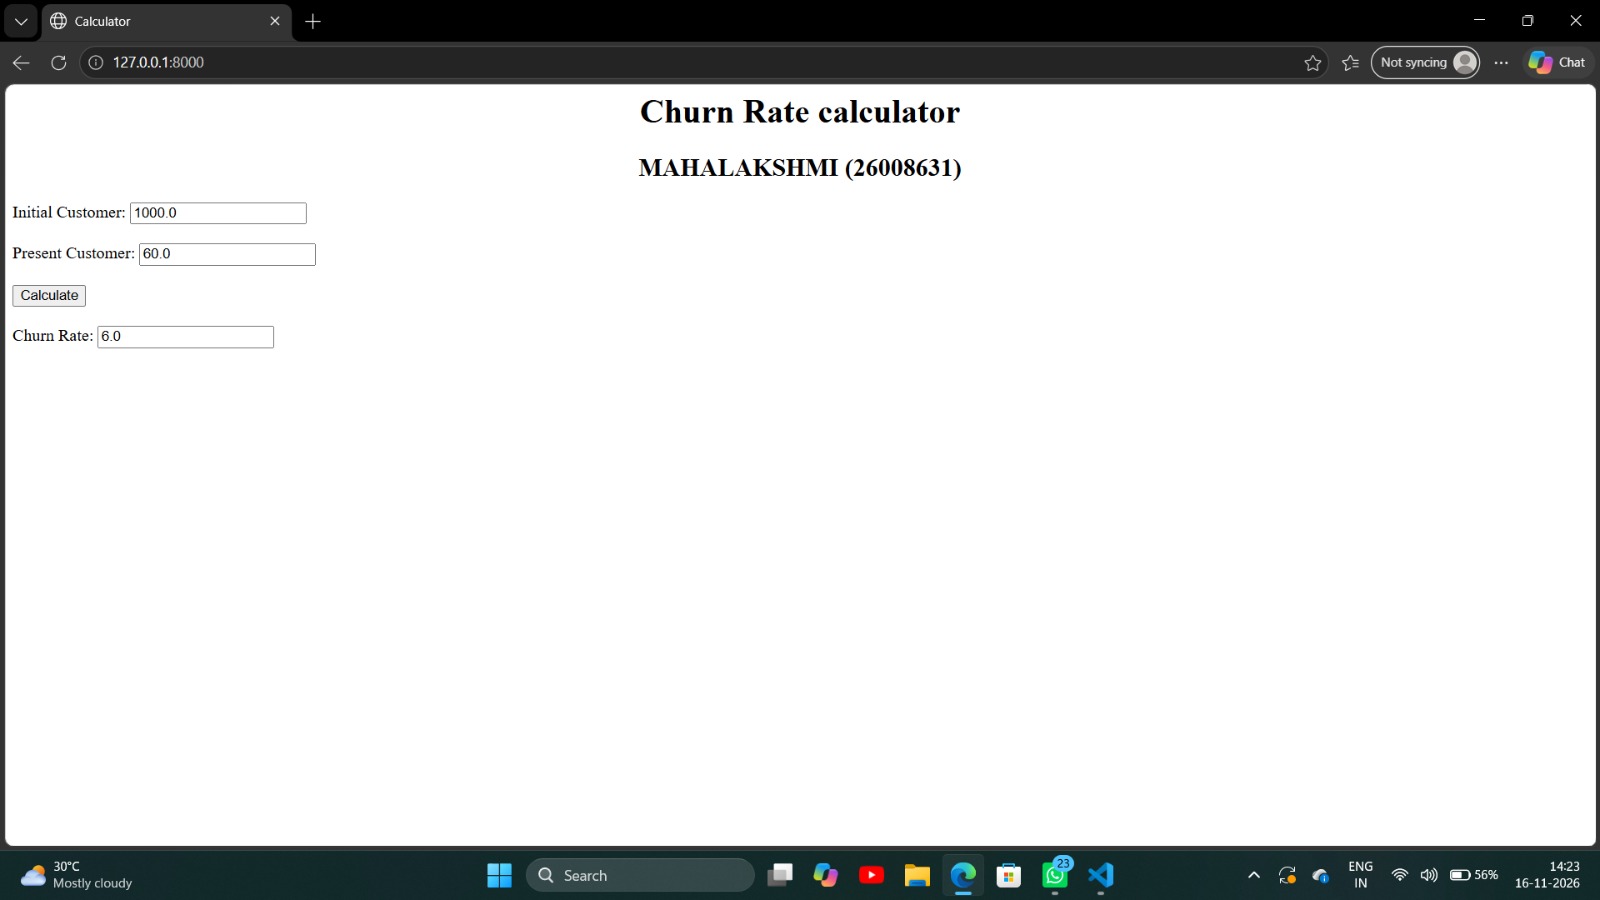 Calculator
127.0.0.1:8000
Not syncing
Chat
Churn Rate calculator
MAHALAKSHMI (26008631)
Initial Customer: 1000.0
Present Customer: 60.0
Calculate
Churn Rate: 6.0
30°C
Mostly cloudy
Search
23
ENG
IN
56%
14:23
16-11-2026